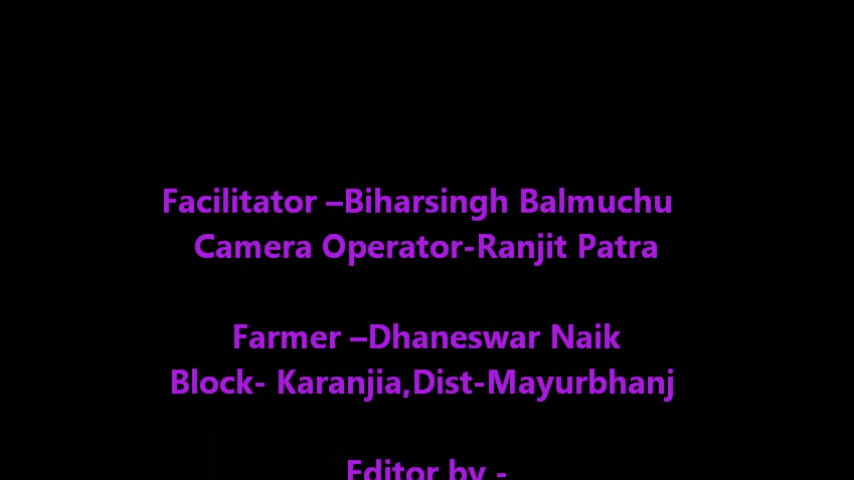 Facilitator –Biharsingh Balmuchu
Camera Operator-Ranjit Patra
Farmer –Dhaneswar Naik
Block- Karanjia,Dist-Mayurbhanj
Editor by -